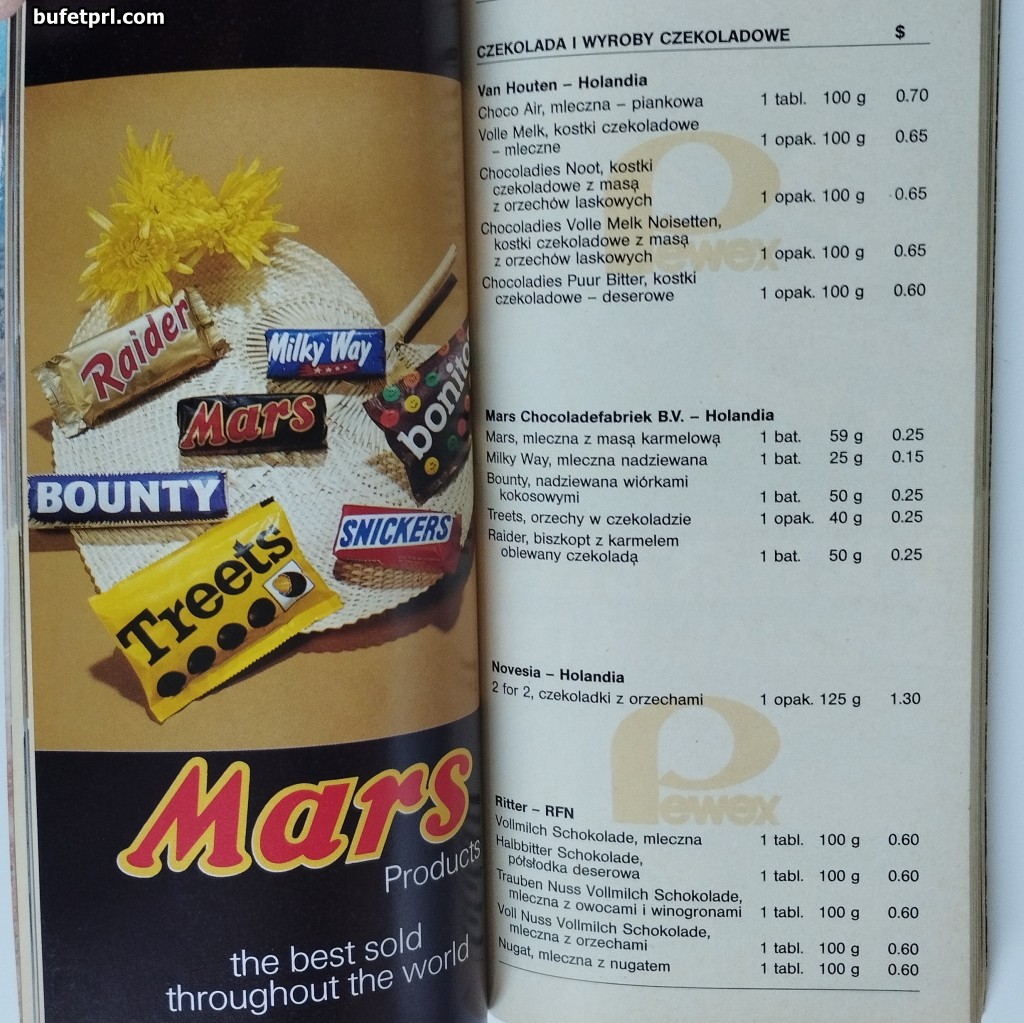 bufetprl.com
Raider
Milky Way
Mars
bonito
BOUNTY
SNICKERS
Treets
Mars
Products
the best sold
throughout the world
CZEKOLADA I WYROBY CZEKOLADOWE $
Van Houten – Holandia
Choco Air, mleczna – piankowa 1 tabl. 100 g 0.70
Volle Melk, kostki czekoladowe
– mleczne 1 opak. 100 g 0.65
Chocoladies Noot, kostki
czekoladowe z masą
z orzechów laskowych 1 opak. 100 g 0.65
Chocoladies Volle Melk Noisetten,
kostki czekoladowe z masą
z orzechów laskowych 1 opak. 100 g 0.65
Chocoladies Puur Bitter, kostki
czekoladowe – deserowe 1 opak. 100 g 0.60
Pewex
Mars Chocoladefabriek B.V. – Holandia
Mars, mleczna z masą karmelową 1 bat. 59 g 0.25
Milky Way, mleczna nadziewana 1 bat. 25 g 0.15
Bounty, nadziewana wiórkami
kokosowymi 1 bat. 50 g 0.25
Treets, orzechy w czekoladzie 1 opak. 40 g 0.25
Raider, biszkopt z karmelem
oblewany czekoladą 1 bat. 50 g 0.25
Novesia – Holandia
2 for 2, czekoladki z orzechami 1 opak. 125 g 1.30
Pewex
Ritter – RFN
Vollmilch Schokolade, mleczna 1 tabl. 100 g 0.60
Halbbitter Schokolade,
półsłodka deserowa 1 tabl. 100 g 0.60
Trauben Nuss Vollmilch Schokolade,
mleczna z owocami i winogronami 1 tabl. 100 g 0.60
Voll Nuss Vollmilch Schokolade,
mleczna z orzechami 1 tabl. 100 g 0.60
Nugat, mleczna z nugatem 1 tabl. 100 g 0.60